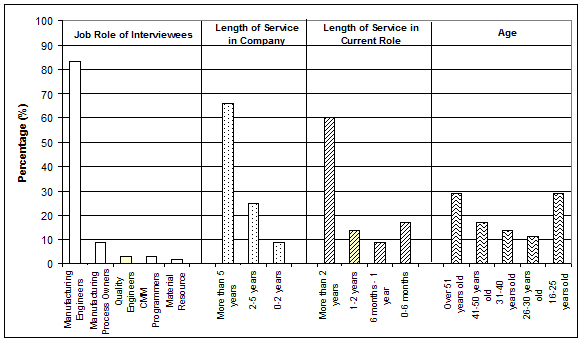 Percentage (%)
100
90
80
70
60
50
40
30
20
10
0
Job Role of Interviewees
Length of Service
in Company
Length of Service in
Current Role
Age
Manufacturing
Engineers
Manufacturing
Process Owners
Quality
Engineers
CMM
Programmers
Material
Resource
More than 5
years
2-5 years
0-2 years
More than 2
years
1-2 years
6 months - 1
year
0-6 months
Over 51
years old
41-50 years
old
31-40
years old
26-30 years
old
16-25
years old